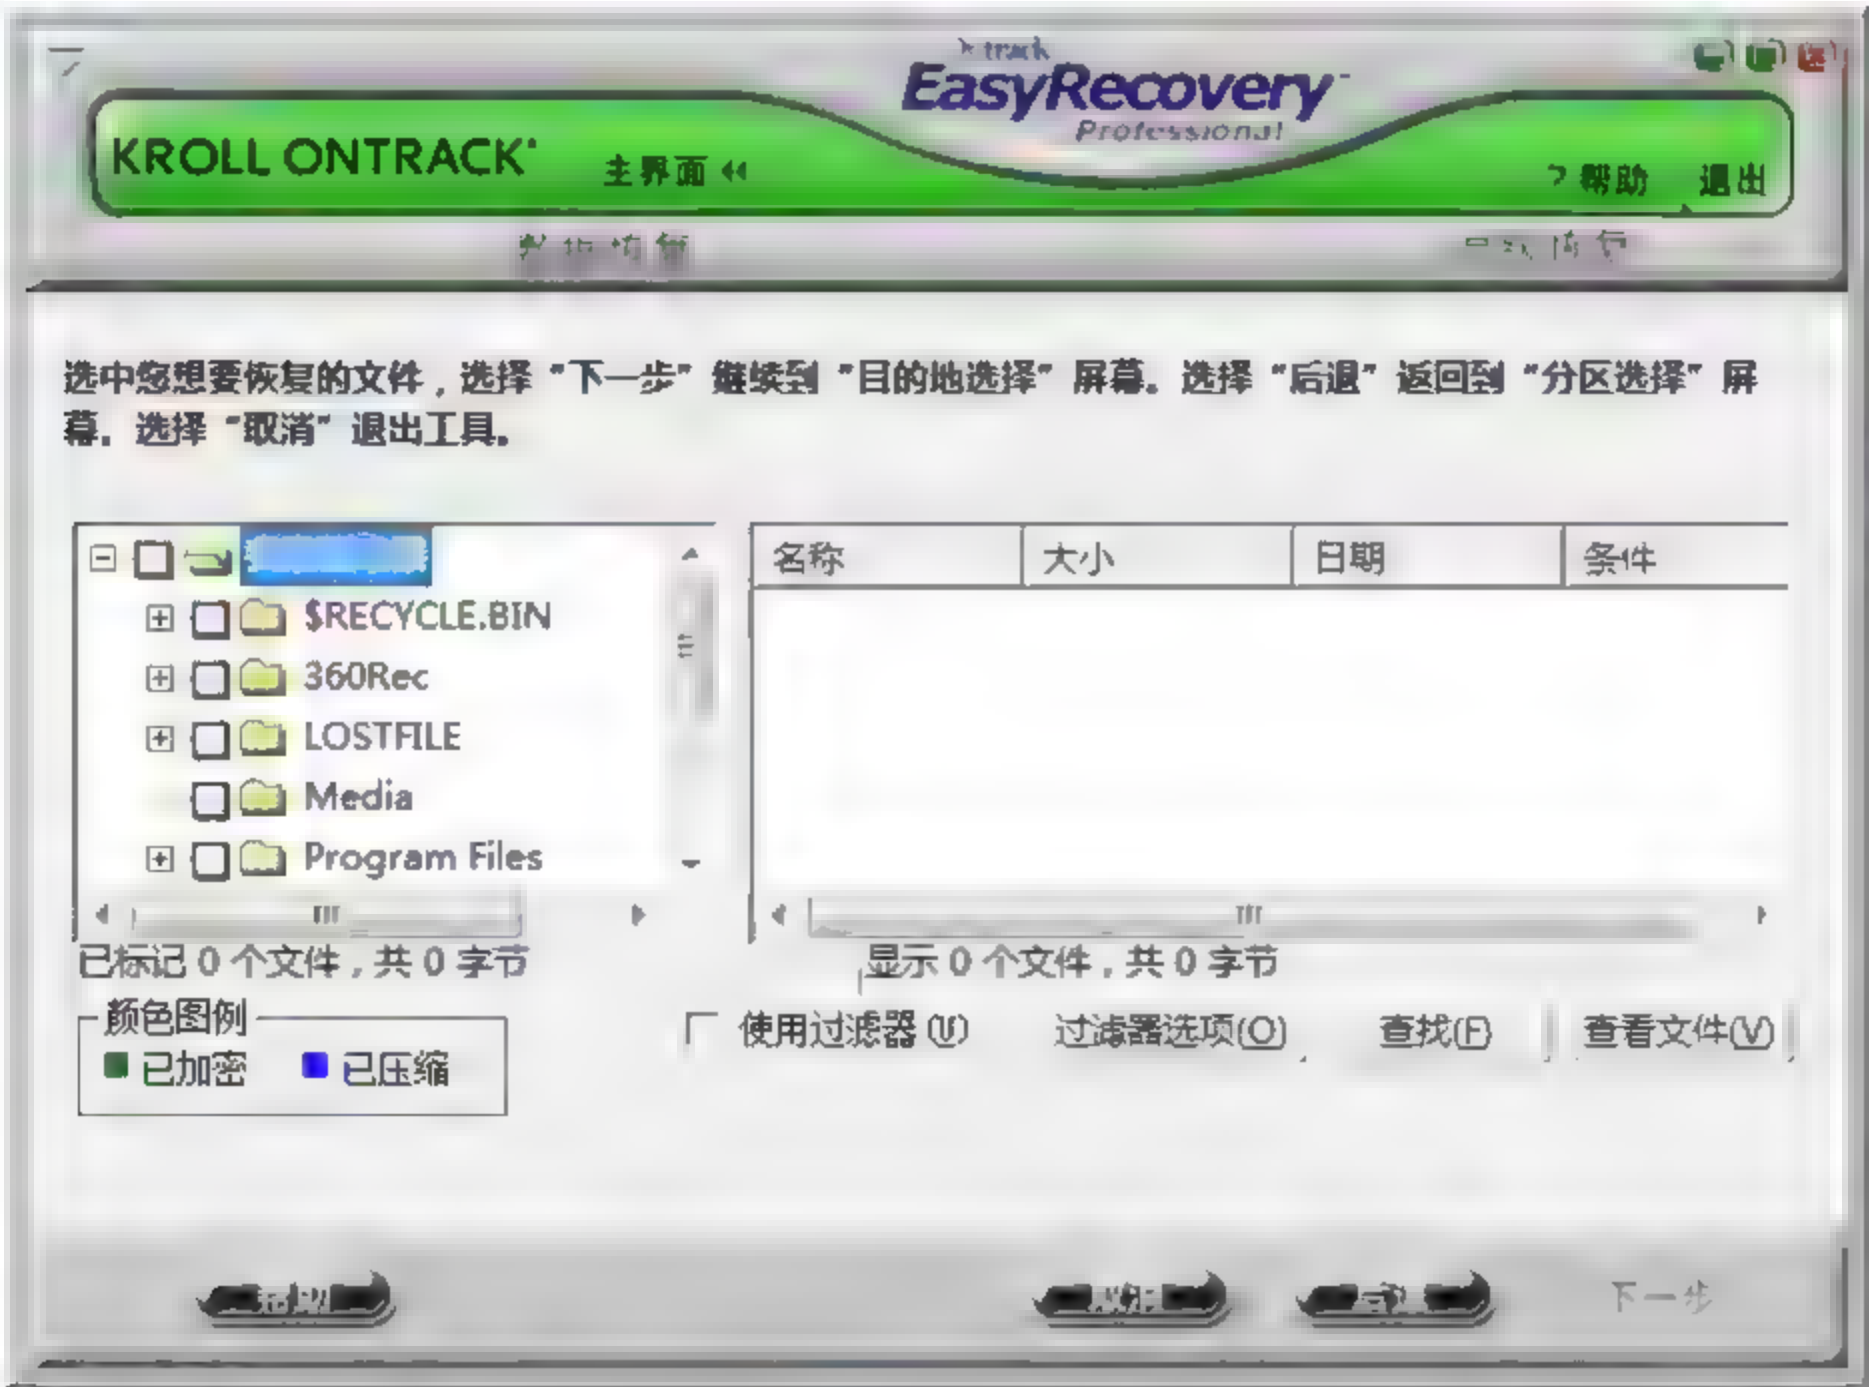 track
EasyRecovery
Professional
KROLL ONTRACK
主界面
? 帮助 退出
选中您想要恢复的文件，选择 “下一步” 继续到 “目的地选择” 屏幕。选择 “后退” 返回到 “分区选择” 屏
幕。选择 “取消” 退出工具。
名称 大小 日期 条件
$RECYCLE.BIN
360Rec
LOSTFILE
Media
Program Files
已标记 0 个文件，共 0 字节
显示 0 个文件，共 0 字节
颜色图例
已加密 已压缩
使用过滤器(U) 过滤器选项(O) 查找(F) 查看文件(V)
下一步